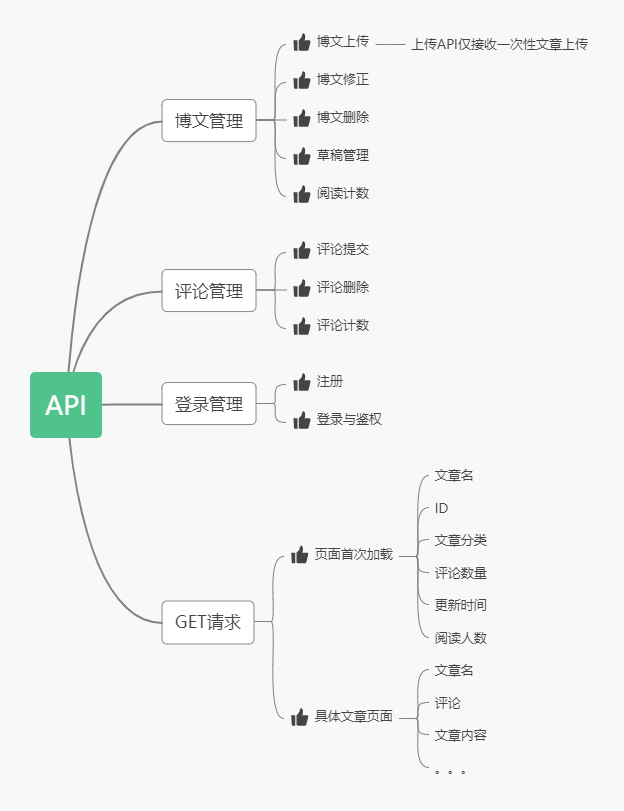 API
博文管理
博文上传
上传API仅接收一次性文章上传
博文修正
博文删除
草稿管理
阅读计数
评论管理
评论提交
评论删除
评论计数
登录管理
注册
登录与鉴权
GET请求
页面首次加载
文章名
ID
文章分类
评论数量
更新时间
阅读人数
具体文章页面
文章名
评论
文章内容
。。。